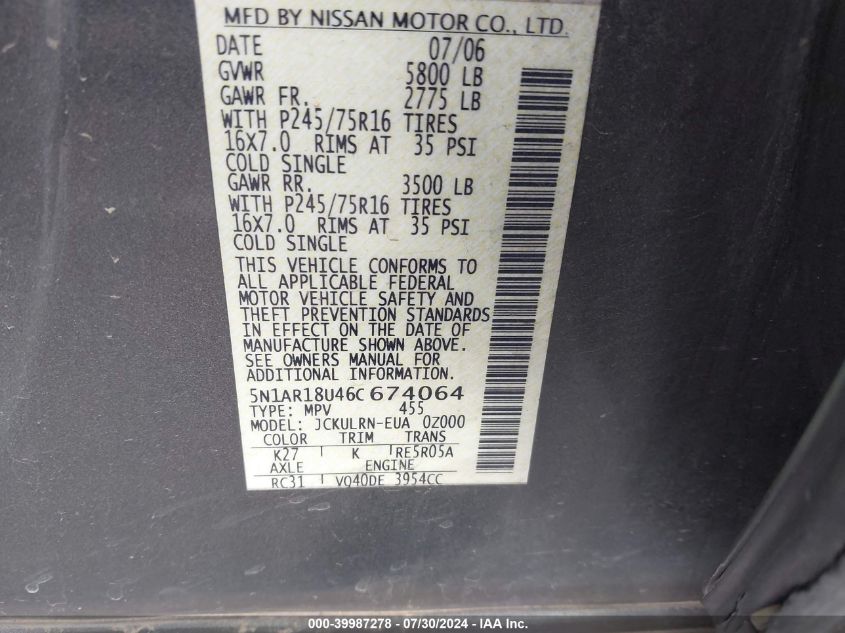 MFD BY NISSAN MOTOR CO., LTD.
DATE 07/06
GVWR 5800 LB
GAWR FR. 2775 LB
WITH P245/75R16 TIRES
16X7.0 RIMS AT 35 PSI
COLD SINGLE
GAWR RR. 3500 LB
WITH P245/75R16 TIRES
16X7.0 RIMS AT 35 PSI
COLD SINGLE
THIS VEHICLE CONFORMS TO
ALL APPLICABLE FEDERAL
MOTOR VEHICLE SAFETY AND
THEFT PREVENTION STANDARDS
IN EFFECT ON THE DATE OF
MANUFACTURE SHOWN ABOVE.
SEE OWNERS MANUAL FOR
ADDITIONAL INFORMATION.
5N1AR18U46C674064
TYPE: MPV 455
MODEL: JCKULRN-EUA 0Z000
COLOR TRIM TRANS
K27 K RE5R05A
AXLE ENGINE
RC31 VQ40DE 3954CC
000-39987278 - 07/30/2024 - IAA Inc.